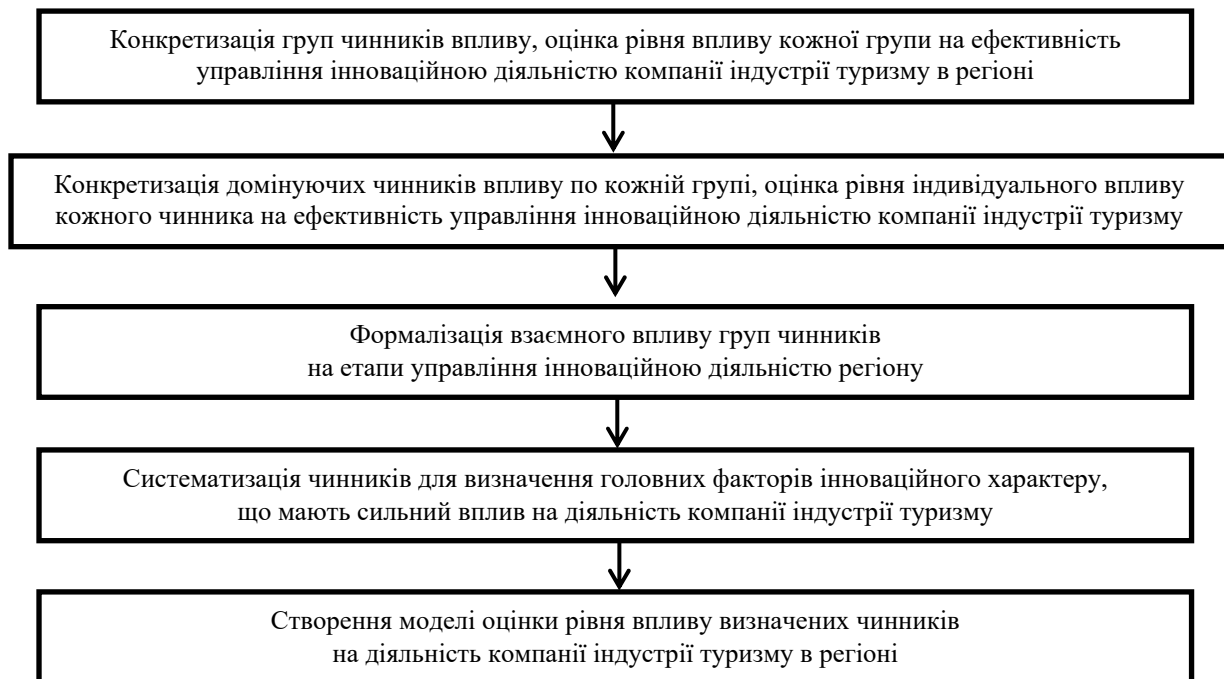 Конкретизація груп чинників впливу, оцінка рівня впливу кожної групи на ефективність
управління інноваційною діяльністю компанії індустрії туризму в регіоні
Конкретизація домінуючих чинників впливу по кожній групі, оцінка рівня індивідуального впливу
кожного чинника на ефективність управління інноваційною діяльністю компанії індустрії туризму
Формалізація взаємного впливу груп чинників
на етапи управління інноваційною діяльністю регіону
Систематизація чинників для визначення головних факторів інноваційного характеру,
що мають сильний вплив на діяльність компанії індустрії туризму
Створення моделі оцінки рівня впливу визначених чинників
на діяльність компанії індустрії туризму в регіоні